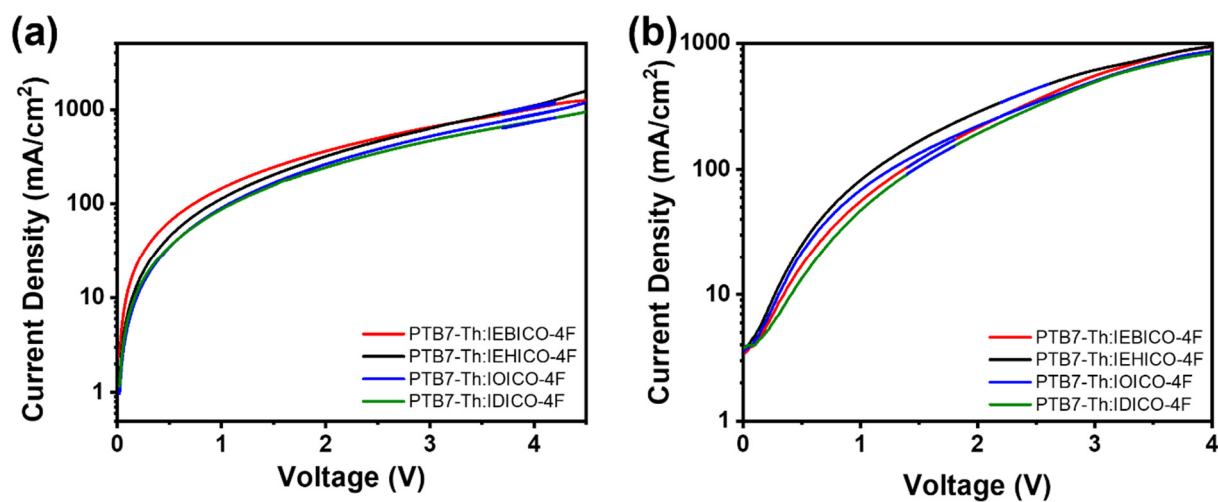 (a)
Current Density (mA/cm²)
1000
100
10
1
PTB7-Th:IEBICO-4F
PTB7-Th:IEHICO-4F
PTB7-Th:IOICO-4F
PTB7-Th:IDICO-4F
0 1 2 3 4
Voltage (V)
(b)
Current Density (mA/cm²)
1000
100
10
1
PTB7-Th:IEBICO-4F
PTB7-Th:IEHICO-4F
PTB7-Th:IOICO-4F
PTB7-Th:IDICO-4F
0 1 2 3 4
Voltage (V)